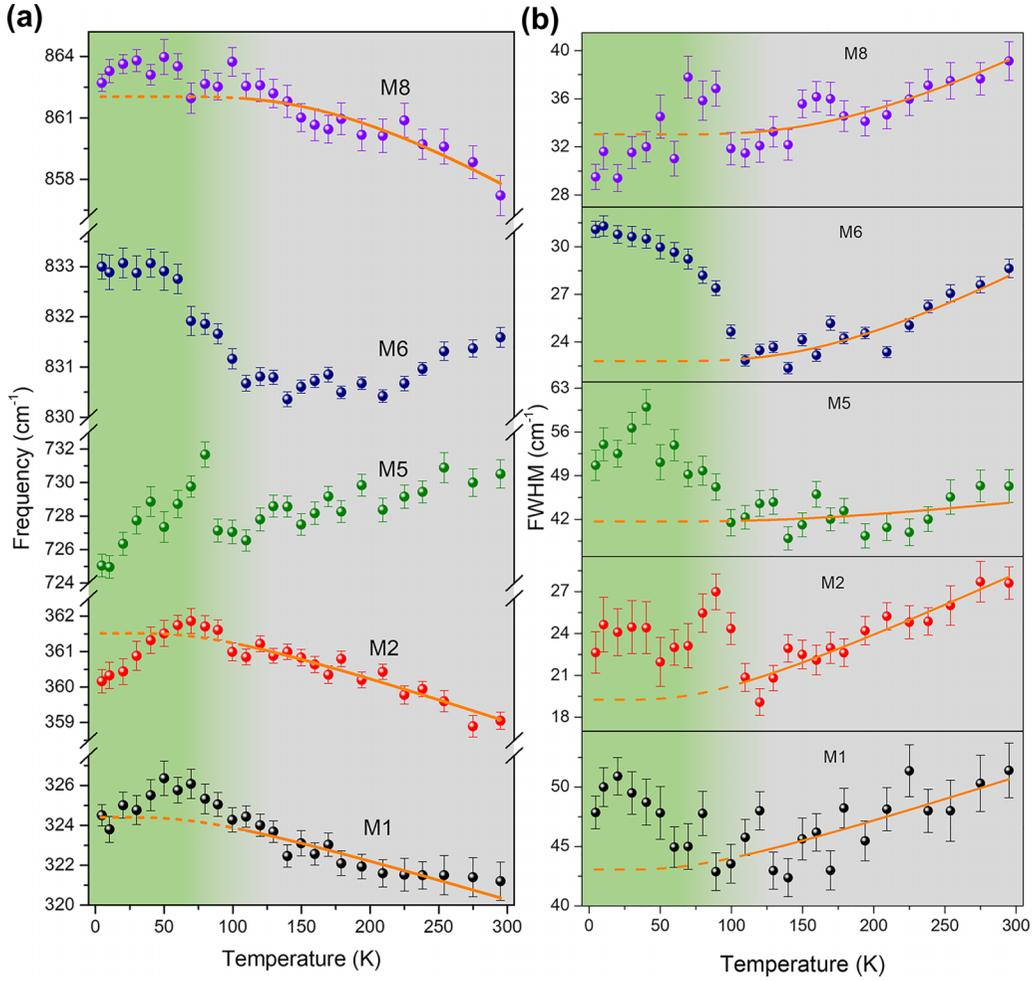 (a)
(b)
864
861
858
M8
833
832
831
830
M6
732
730
728
726
724
M5
362
361
360
359
M2
326
324
322
320
M1
Frequency (cm-1)
0 50 100 150 200 250 300
Temperature (K)
40
36
32
28
M8
30
27
24
M6
63
56
49
42
M5
27
24
21
18
M2
50
45
40
M1
FWHM (cm-1)
0 50 100 150 200 250 300
Temperature (K)